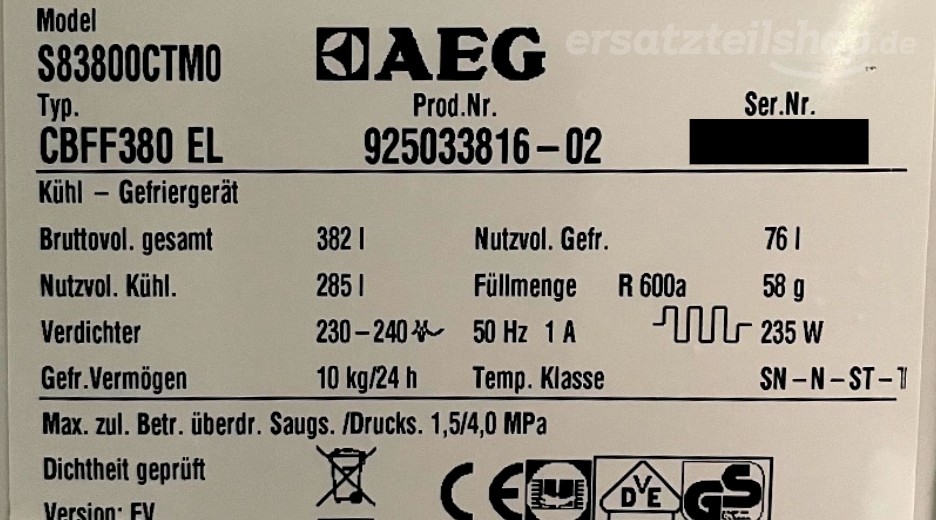 Model
S83800CTM0
AEG
ersatzteilshop.de
Typ. Prod.Nr. Ser.Nr.
CBFF380 EL 925033816-02
Kühl - Gefriergerät
Bruttovol. gesamt 382 l Nutzvol. Gefr. 76 l
Nutzvol. Kühl. 285 l Füllmenge R 600a 58 g
Verdichter 230-240 50 Hz 1 A 235 W
Gefr.Vermögen 10 kg/24 h Temp. Klasse SN-N-ST-T
Max. zul. Betr. überdr. Saugs. /Drucks. 1,5/4,0 MPa
Dichtheit geprüft
CE DVE GS
Version: FV